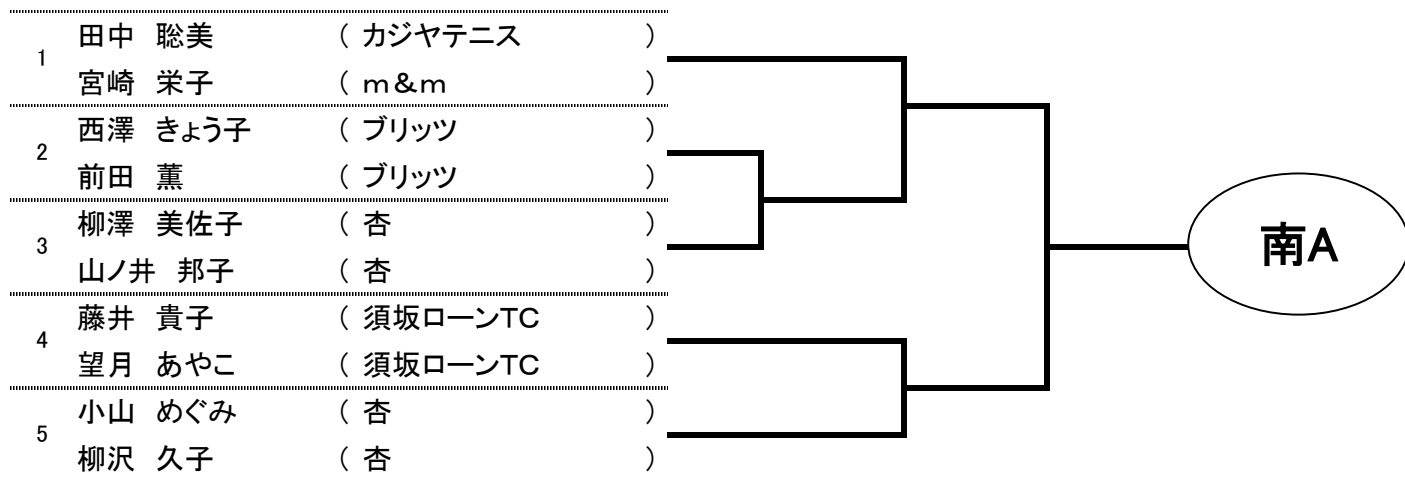 1
田中 聡美 ( カジヤテニス )
宮崎 栄子 ( ｍ＆ｍ )
2
西澤 きょう子 ( ブリッツ )
前田 薫 ( ブリッツ )
3
柳澤 美佐子 ( 杏 )
山ノ井 邦子 ( 杏 )
4
藤井 貴子 ( 須坂ローンTC )
望月 あやこ ( 須坂ローンTC )
5
小山 めぐみ ( 杏 )
柳沢 久子 ( 杏 )
南A